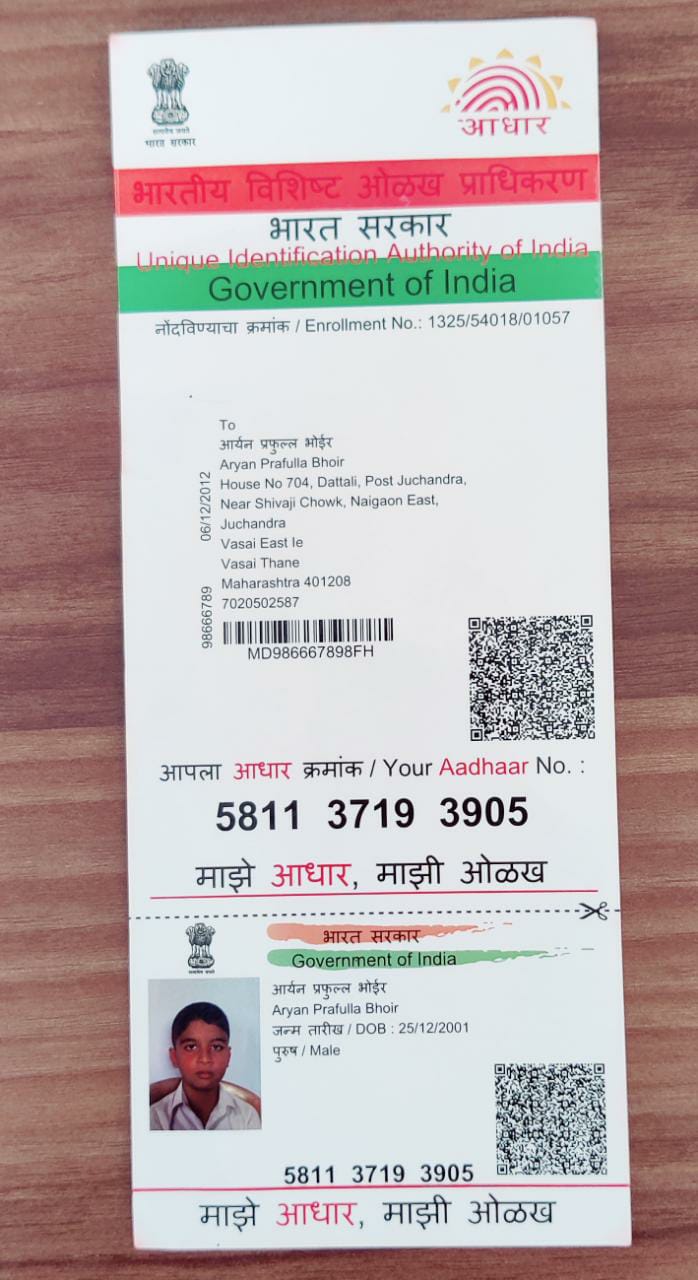 सत्यमेव जयते
भारत सरकार
आधार
भारतीय विशिष्ट ओळख प्राधिकरण
भारत सरकार
Unique Identification Authority of India
Government of India
नोंदविण्याचा क्रमांक / Enrollment No.: 1325/54018/01057
To
आर्यन प्रफुल्ल भोईर
Aryan Prafulla Bhoir
House No 704, Dattali, Post Juchandra,
Near Shivaji Chowk, Naigaon East,
Juchandra
Vasai East Ie
Vasai Thane
Maharashtra 401208
7020502587
06/12/2012
98666789
MD986667898FH
आपला आधार क्रमांक / Your Aadhaar No. :
5811 3719 3905
माझे आधार, माझी ओळख
भारत सरकार
Government of India
आर्यन प्रफुल्ल भोईर
Aryan Prafulla Bhoir
जन्म तारीख / DOB : 25/12/2001
पुरुष / Male
5811 3719 3905
माझे आधार, माझी ओळख